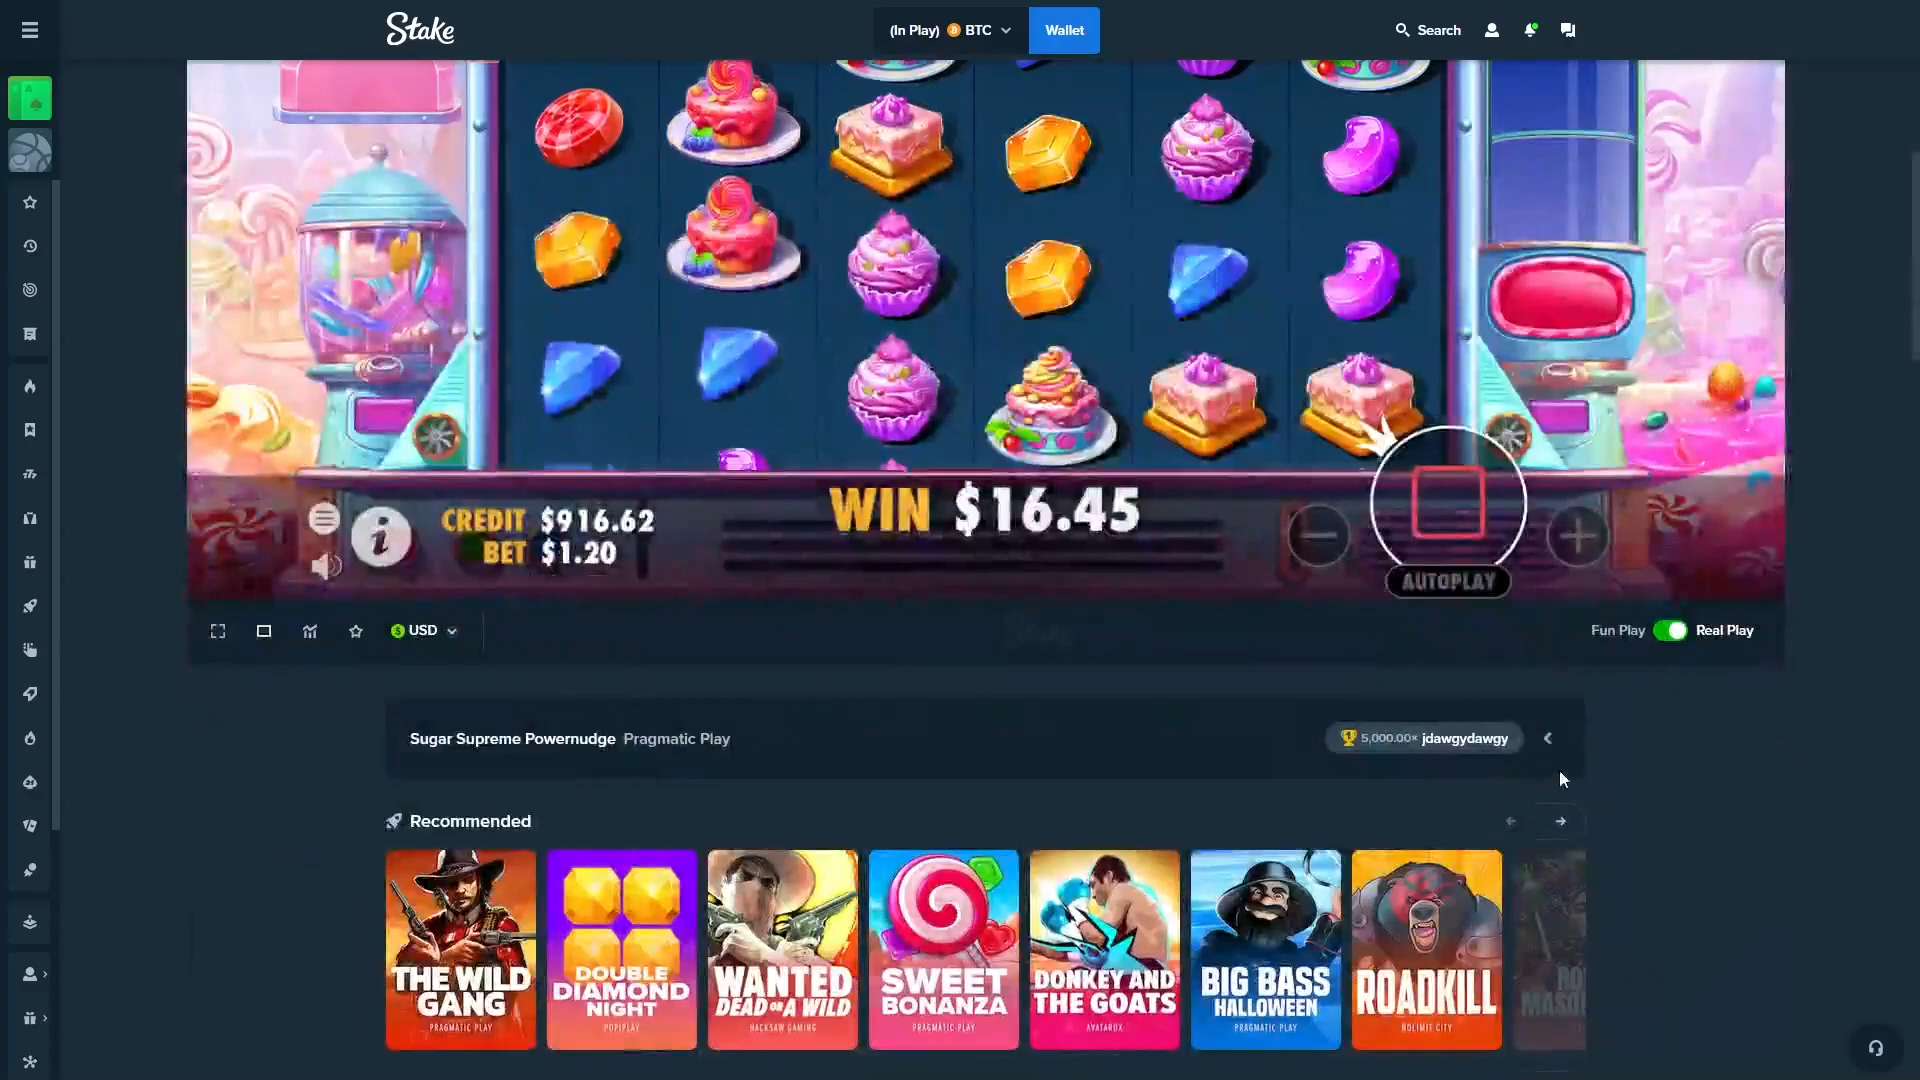 Stake
(In Play) BTC
Wallet
Search
WIN $16.45
CREDIT $916.62
BET $1.20
AUTOPLAY
USD
Fun Play
Real Play
Sugar Supreme Powernudge Pragmatic Play
5,000.00× jdawgydawgy
Recommended
THE WILD GANG
PRAGMATIC PLAY
DOUBLE DIAMOND NIGHT
POPIPLAY
WANTED DEAD OR A WILD
HACKSAW GAMING
SWEET BONANZA
PRAGMATIC PLAY
DONKEY AND THE GOATS
AVATARUX
BIG BASS HALLOWEEN
PRAGMATIC PLAY
ROADKILL
NOLIMIT CITY